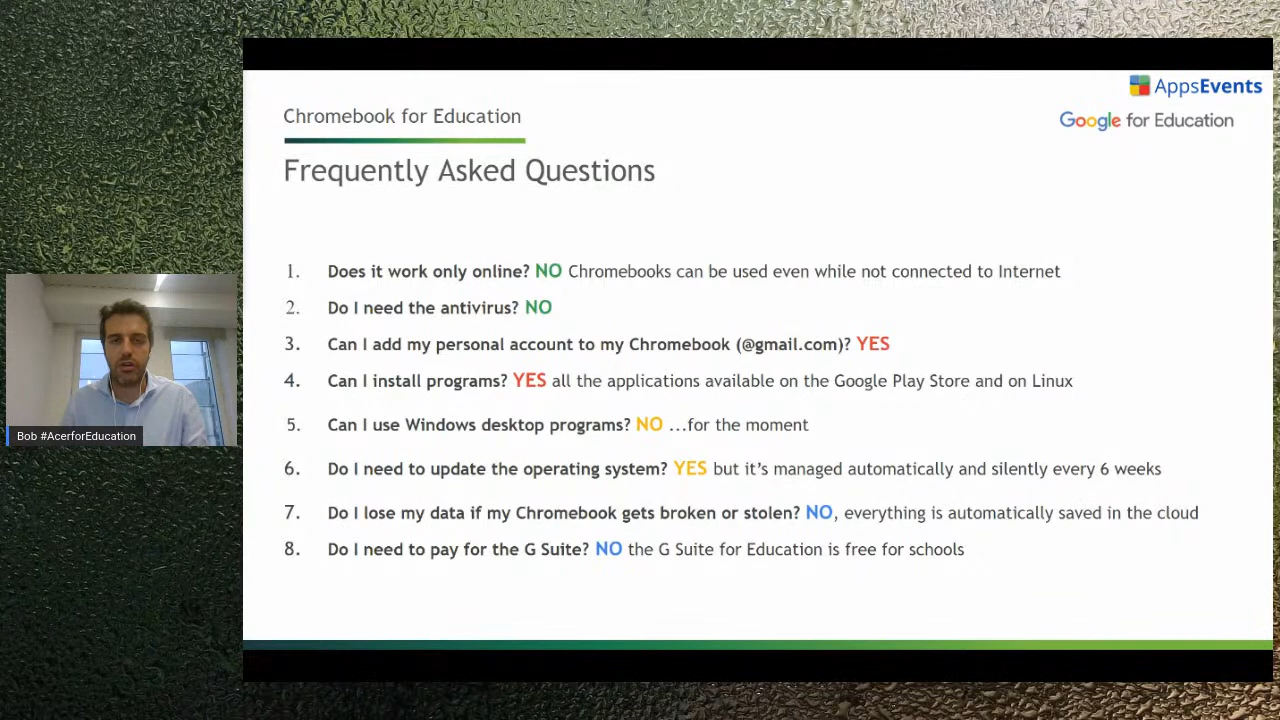 AppsEvents
Chromebook for Education
Google for Education
Frequently Asked Questions
1. Does it work only online? NO Chromebooks can be used even while not connected to Internet
2. Do I need the antivirus? NO
3. Can I add my personal account to my Chromebook (@gmail.com)? YES
4. Can I install programs? YES all the applications available on the Google Play Store and on Linux
5. Can I use Windows desktop programs? NO ...for the moment
6. Do I need to update the operating system? YES but it's managed automatically and silently every 6 weeks
7. Do I lose my data if my Chromebook gets broken or stolen? NO, everything is automatically saved in the cloud
8. Do I need to pay for the G Suite? NO the G Suite for Education is free for schools
Bob #AcerforEducation